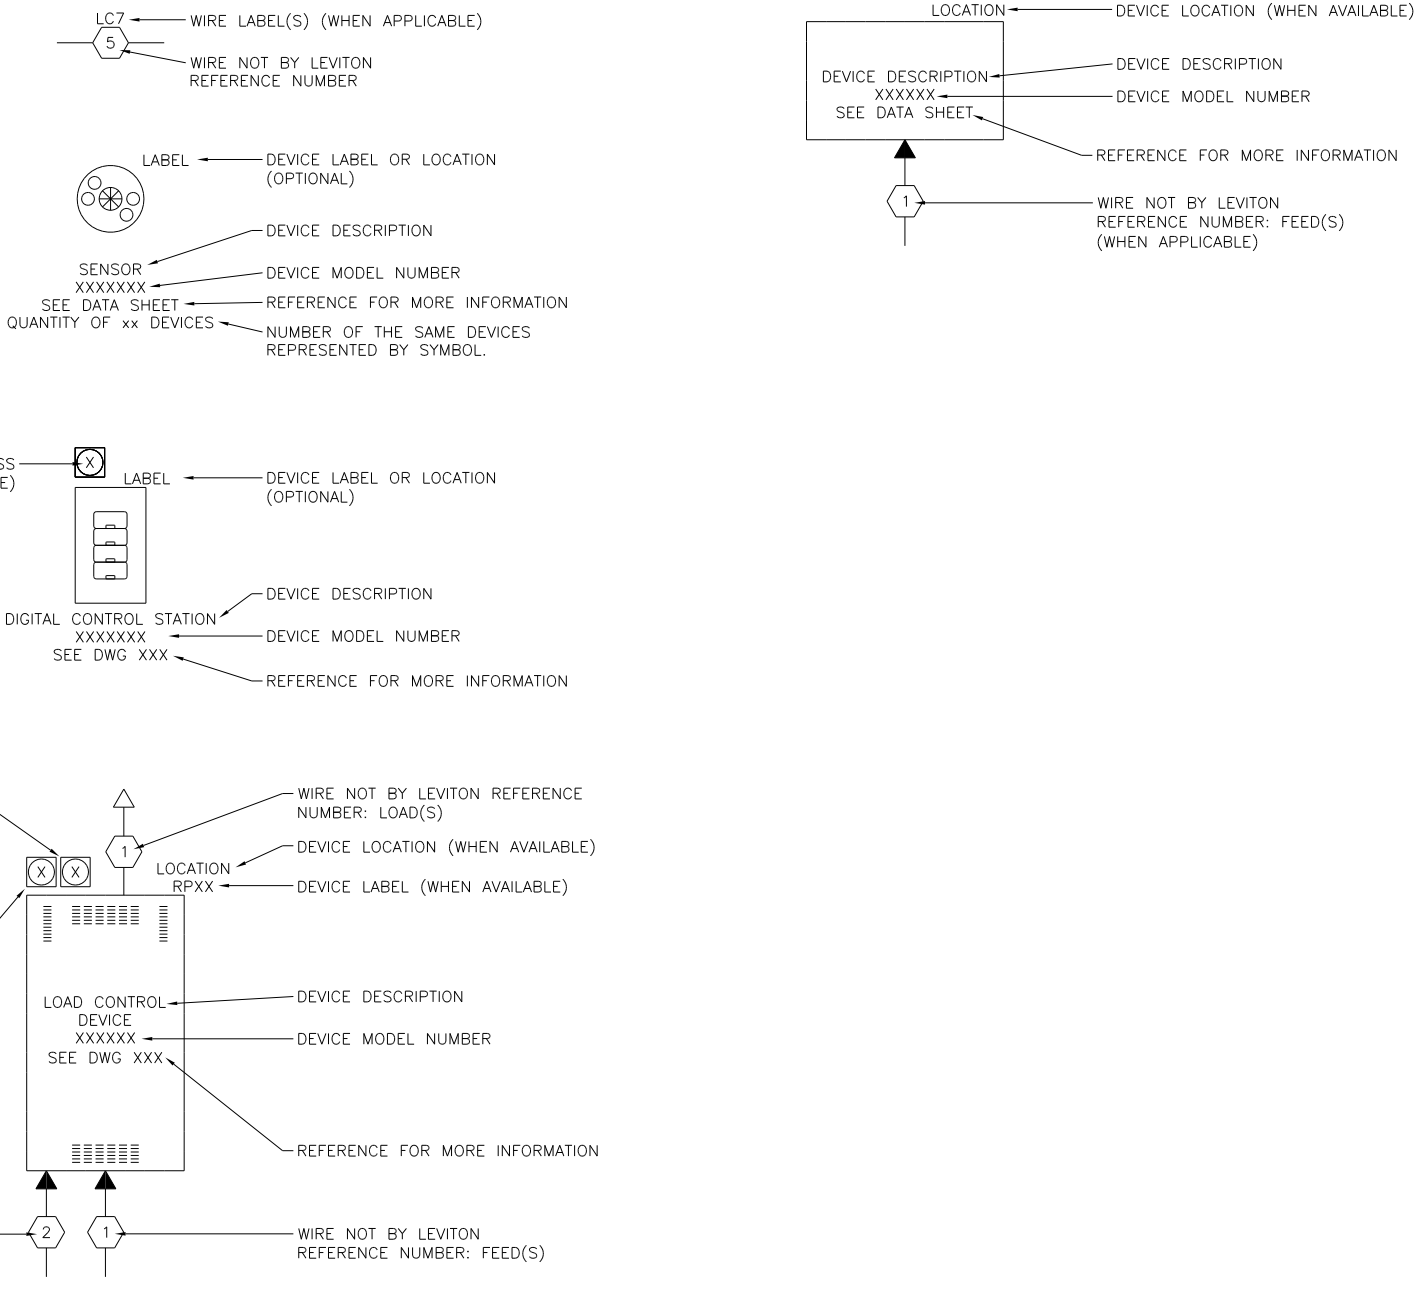 LC7
WIRE LABEL(S) (WHEN APPLICABLE)
5
WIRE NOT BY LEVITON
REFERENCE NUMBER
LABEL
DEVICE LABEL OR LOCATION
(OPTIONAL)
DEVICE DESCRIPTION
SENSOR
XXXXXXX
DEVICE MODEL NUMBER
SEE DATA SHEET
REFERENCE FOR MORE INFORMATION
QUANTITY OF xx DEVICES
NUMBER OF THE SAME DEVICES
REPRESENTED BY SYMBOL.
SS
E)
X
LABEL
DEVICE LABEL OR LOCATION
(OPTIONAL)
DEVICE DESCRIPTION
DIGITAL CONTROL STATION
XXXXXXX
DEVICE MODEL NUMBER
SEE DWG XXX
REFERENCE FOR MORE INFORMATION
WIRE NOT BY LEVITON REFERENCE
NUMBER: LOAD(S)
1
DEVICE LOCATION (WHEN AVAILABLE)
X X
LOCATION
RPXX
DEVICE LABEL (WHEN AVAILABLE)
LOAD CONTROL
DEVICE
XXXXXX
SEE DWG XXX
DEVICE DESCRIPTION
DEVICE MODEL NUMBER
REFERENCE FOR MORE INFORMATION
2 1
WIRE NOT BY LEVITON
REFERENCE NUMBER: FEED(S)
LOCATION
DEVICE LOCATION (WHEN AVAILABLE)
DEVICE DESCRIPTION
XXXXXX
SEE DATA SHEET
DEVICE DESCRIPTION
DEVICE MODEL NUMBER
REFERENCE FOR MORE INFORMATION
1
WIRE NOT BY LEVITON
REFERENCE NUMBER: FEED(S)
(WHEN APPLICABLE)